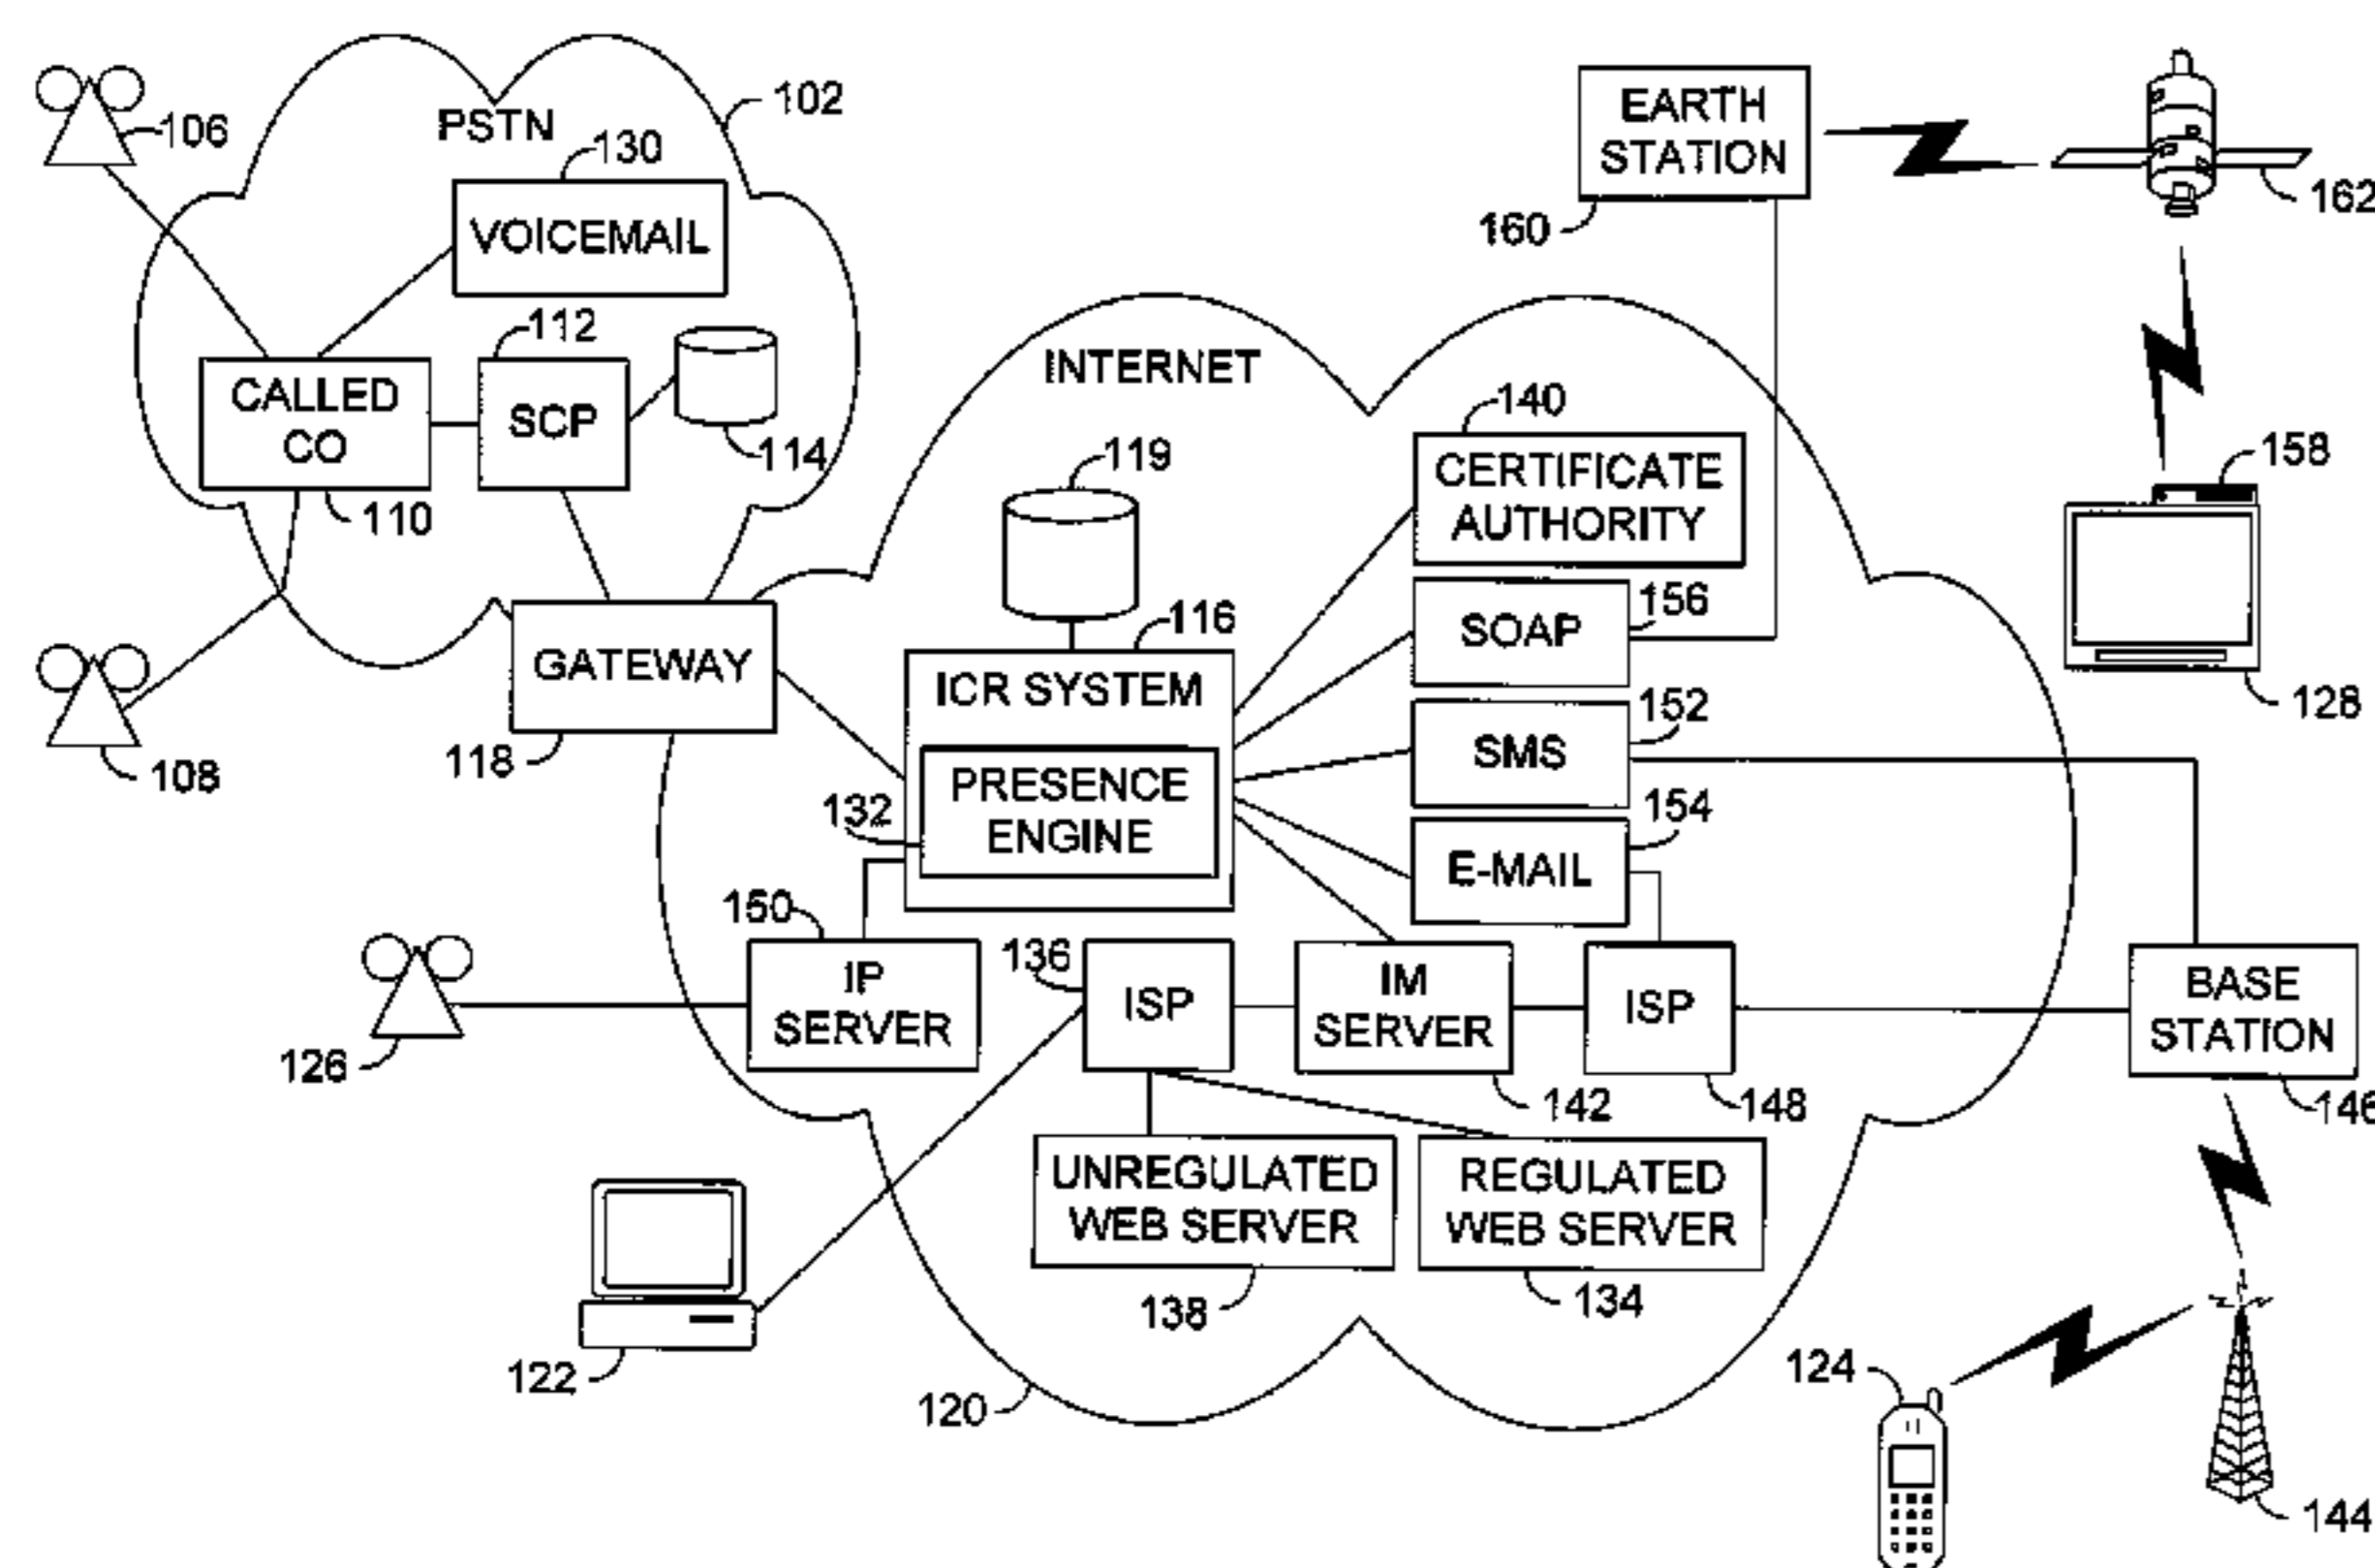 102
PSTN
106
130
VOICEMAIL
EARTH
STATION
160
162
112
CALLED
CO
SCP
114
110
INTERNET
140
119
CERTIFICATE
AUTHORITY
158
128
156
SOAP
116
GATEWAY
118
108
ICR SYSTEM
PRESENCE
ENGINE
132
152
SMS
154
E-MAIL
150
IP
SERVER
126
136
ISP
IM
SERVER
142
ISP
148
BASE
STATION
146
UNREGULATED
WEB SERVER
138
REGULATED
WEB SERVER
134
122
120
124
144